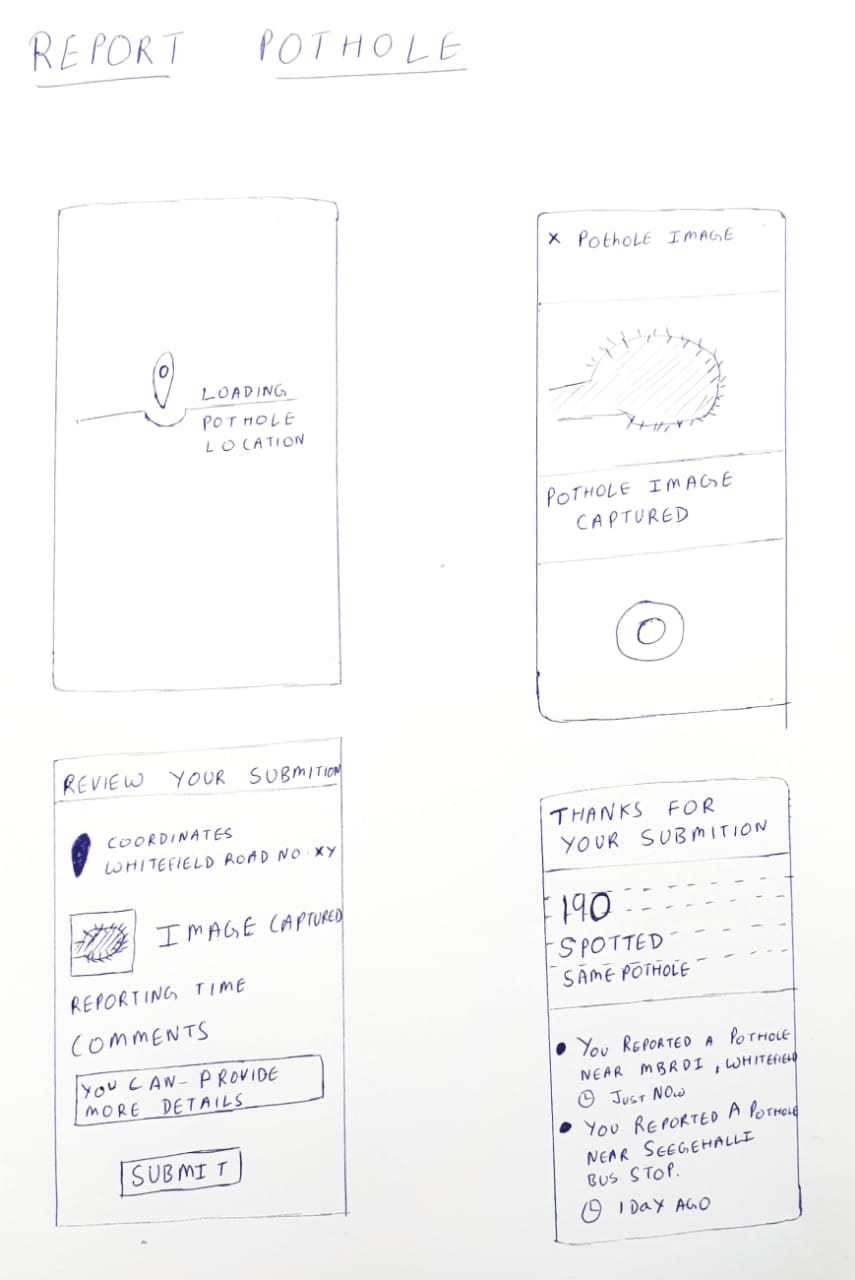 REPORT POTHOLE
LOADING
POTHOLE
LOCATION
X POTHOLE IMAGE
POTHOLE IMAGE
CAPTURED
REVIEW YOUR SUBMITION
COORDINATES
WHITEFIELD ROAD NO. XY
IMAGE CAPTURED
REPORTING TIME
COMMENTS
YOU CAN PROVIDE
MORE DETAILS
SUBMIT
THANKS FOR
YOUR SUBMITION
190
SPOTTED
SAME POTHOLE
YOU REPORTED A POTHOLE
NEAR MBRDI, WHITEFIELD
JUST NOW
YOU REPORTED A POTHOLE
NEAR SEEGEHALLI
BUS STOP.
1 DAY AGO